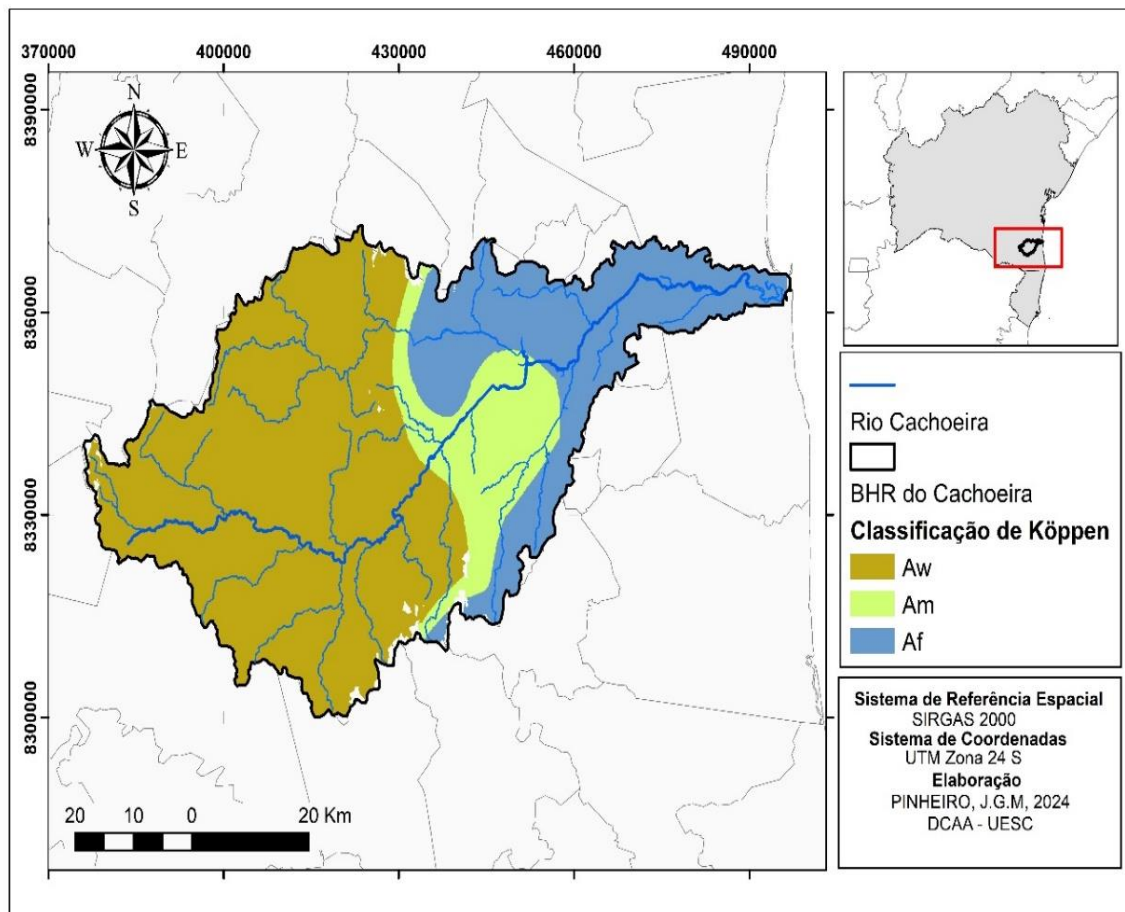 370000 400000 430000 460000 490000
8390000
8360000
8330000
8300000
N
W E
S
20 10 0 20 Km
Rio Cachoeira
BHR do Cachoeira
Classificação de Köppen
Aw
Am
Af
Sistema de Referência Espacial
SIRGAS 2000
Sistema de Coordenadas
UTM Zona 24 S
Elaboração
PINHEIRO, J.G.M, 2024
DCAA - UESC